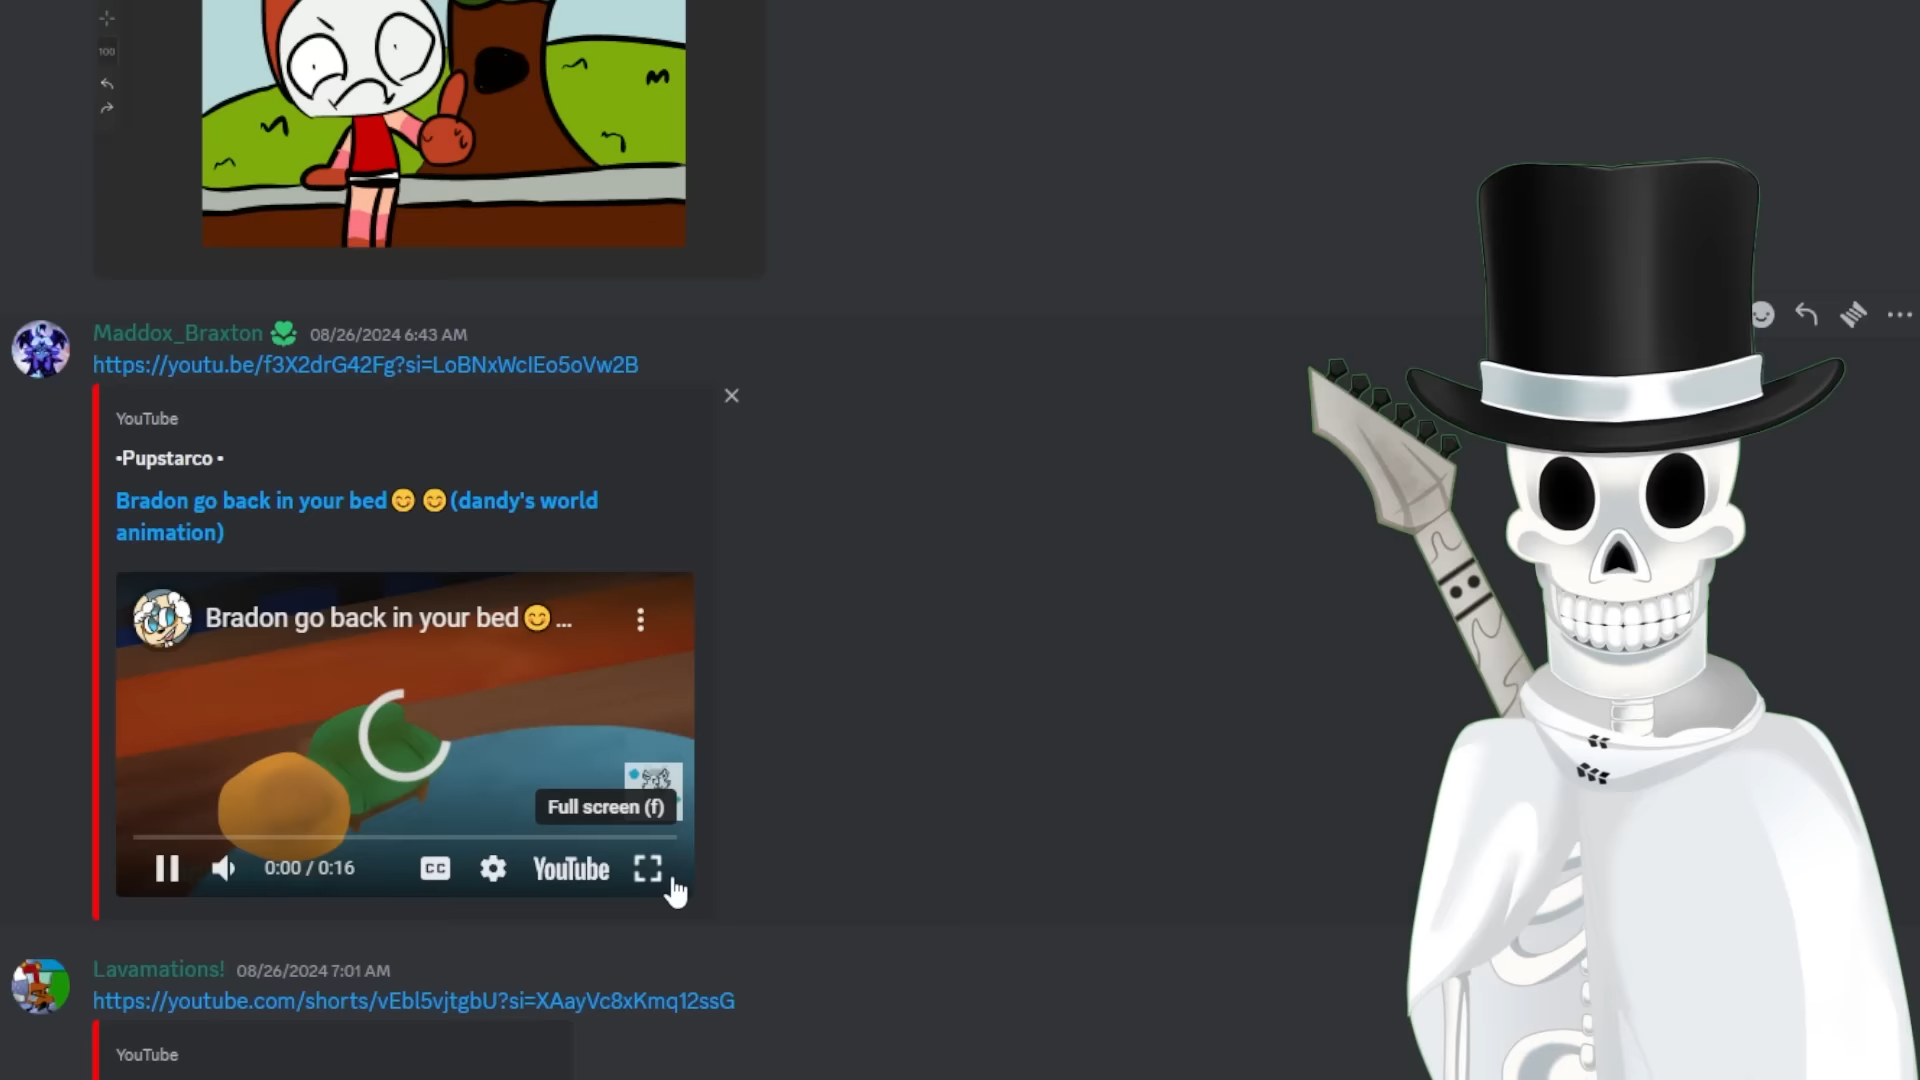 100
Maddox_Braxton 08/26/2024 6:43 AM
https://youtu.be/f3X2drG42Fg?si=LoBNxWcIEo5oVw2B
YouTube
•Pupstarco •
Bradon go back in your bed😊 😊(dandy's world
animation)
Bradon go back in your bed😊...
Full screen (f)
0:00 / 0:16
CC
YouTube
Lavamations! 08/26/2024 7:01 AM
https://youtube.com/shorts/vEbl5vjtgbU?si=XAayVc8xKmq12ssG
YouTube